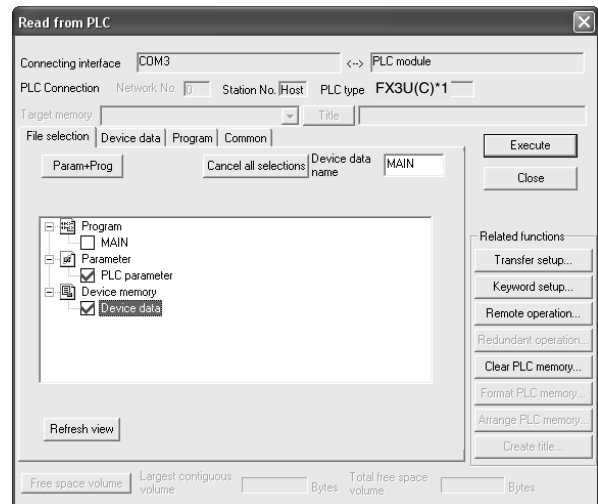 Read from PLC
Connecting interface COM3 <--> PLC module
PLC Connection Network No. 0 Station No. Host PLC type FX3U(C)*1
Target memory Title
File selection Device data Program Common
Execute
Param+Prog Cancel all selections Device data name MAIN
Close
Program
MAIN
Parameter
PLC parameter
Device memory
Device data
Related functions
Transfer setup...
Keyword setup...
Remote operation...
Redundant operation...
Clear PLC memory...
Format PLC memory...
Arrange PLC memory...
Create title...
Refresh view
Free space volume Largest contiguous volume Bytes Total free space volume Bytes